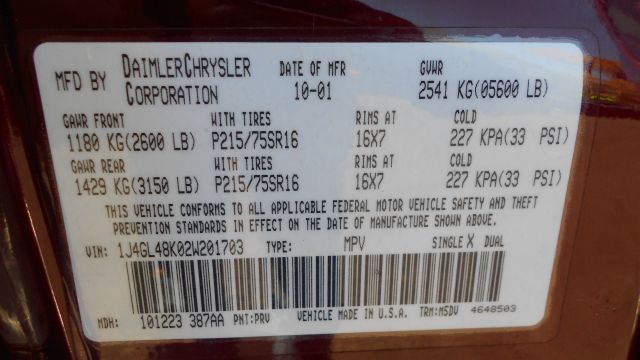 MFD BY DAIMLERCHRYSLER CORPORATION DATE OF MFR 10-01 GVWR 2541 KG(05600 LB)
GAWR FRONT WITH TIRES RIMS AT COLD
1180 KG(2600 LB) P215/75SR16 16X7 227 KPA(33 PSI)
GAWR REAR WITH TIRES RIMS AT COLD
1429 KG(3150 LB) P215/75SR16 16X7 227 KPA(33 PSI)
THIS VEHICLE CONFORMS TO ALL APPLICABLE FEDERAL MOTOR VEHICLE SAFETY AND THEFT
PREVENTION STANDARDS IN EFFECT ON THE DATE OF MANUFACTURE SHOWN ABOVE.
VIN: 1J4GL48K02W201703 TYPE: MPV SINGLE X DUAL
MDH: 101223 387AA PNT:PRV VEHICLE MADE IN U.S.A. TRM:M5DV 4648503